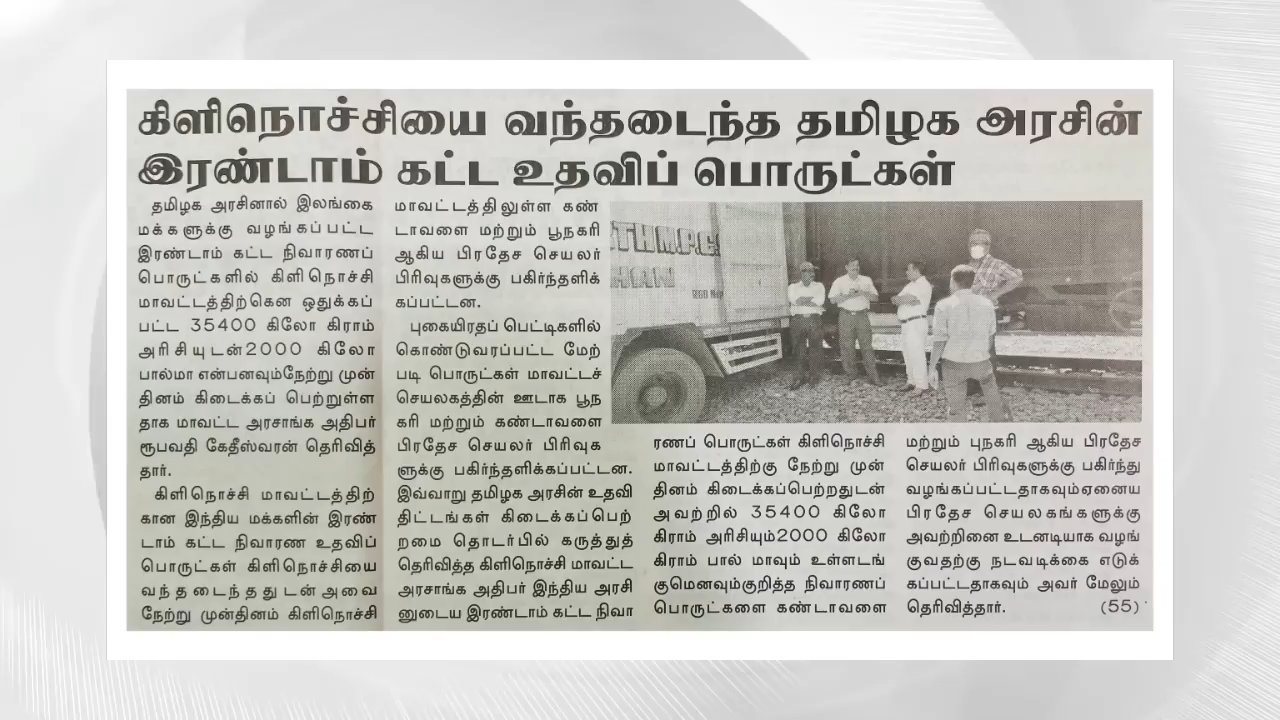 கிளிநொச்சியை வந்தடைந்த தமிழக அரசின்
இரண்டாம் கட்ட உதவிப் பொருட்கள்
தமிழக அரசினால் இலங்கை
மக்களுக்கு வழங்கப்பட்ட
இரண்டாம் கட்ட நிவாரணப்
பொருட்களில் கிளிநொச்சி
மாவட்டத்திற்கென ஒதுக்கப்
பட்ட 35400 கிலோ கிராம்
அரிசியுடன்2000 கிலோ
பால்மா என்பனவும்நேற்று முன்
தினம் கிடைக்கப் பெற்றுள்ள
தாக மாவட்ட அரசாங்க அதிபர்
ரூபவதி கேதீஸ்வரன் தெரிவித்
தார்.
கிளிநொச்சி மாவட்டத்திற்
கான இந்திய மக்களின் இரண்
டாம் கட்ட நிவாரண உதவிப்
பொருட்கள் கிளிநொச்சியை
வந்தடைந்ததுடன் அவை
நேற்று முன்தினம் கிளிநொச்சி
மாவட்டத்திலுள்ள கண்
டாவளை மற்றும் பூநகரி
ஆகிய பிரதேச செயலர்
பிரிவுகளுக்கு பகிர்ந்தளிக்
கப்பட்டன.
புகையிரதப் பெட்டிகளில்
கொண்டுவரப்பட்ட மேற்
படி பொருட்கள் மாவட்டச்
செயலகத்தின் ஊடாக பூந
கரி மற்றும் கண்டாவளை
பிரதேச செயலர் பிரிவுக
ளுக்கு பகிர்ந்தளிக்கப்பட்டன.
இவ்வாறு தமிழக அரசின் உதவி
திட்டங்கள் கிடைக்கப்பெற்
றமை தொடர்பில் கருத்துத்
தெரிவித்த கிளிநொச்சி மாவட்ட
அரசாங்க அதிபர் இந்திய அரசி
னுடைய இரண்டாம் கட்ட நிவா
ரணப் பொருட்கள் கிளிநொச்சி
மாவட்டத்திற்கு நேற்று முன்
தினம் கிடைக்கப்பெற்றதுடன்
அவற்றில் 35400 கிலோ
கிராம் அரிசியும்2000 கிலோ
கிராம் பால் மாவும் உள்ளடங்
குமெனவும்குறித்த நிவாரணப்
பொருட்களை கண்டாவளை
மற்றும் புநகரி ஆகிய பிரதேச
செயலர் பிரிவுகளுக்கு பகிர்ந்து
வழங்கப்பட்டதாகவும்ஏனைய
பிரதேச செயலகங்களுக்கு
அவற்றினை உடனடியாக வழங்
குவதற்கு நடவடிக்கை எடுக்
கப்பட்டதாகவும் அவர் மேலும்
தெரிவித்தார். (55)